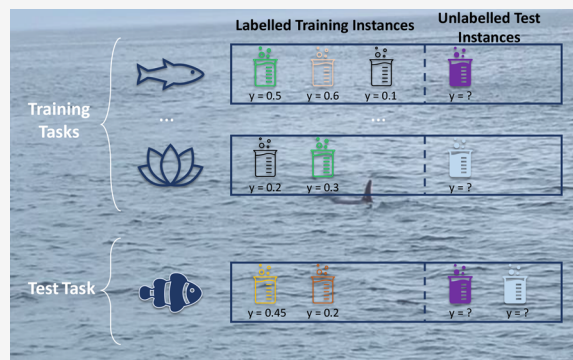 Labelled Training Instances
Unlabelled Test
Instances
Training
Tasks
y = 0.5
y = 0.6
y = 0.1
y = ?
...
...
y = 0.2
y = 0.3
y = ?
Test Task
y = 0.45
y = 0.2
y = ?
y = ?